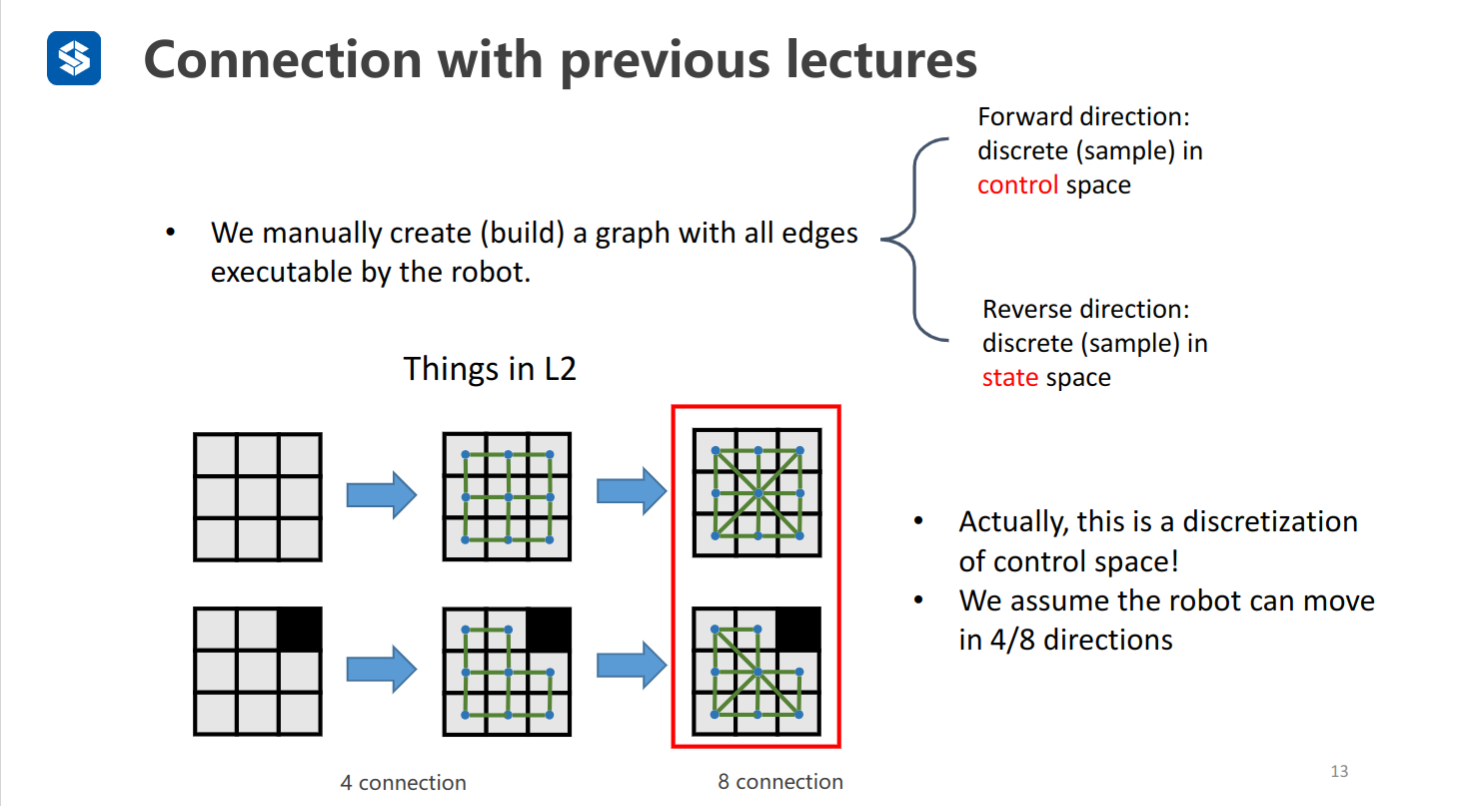 Connection with previous lectures
Forward direction:
discrete (sample) in
control space
• We manually create (build) a graph with all edges
executable by the robot.
Reverse direction:
discrete (sample) in
state space
Things in L2
• Actually, this is a discretization
of control space!
• We assume the robot can move
in 4/8 directions
4 connection
8 connection
13